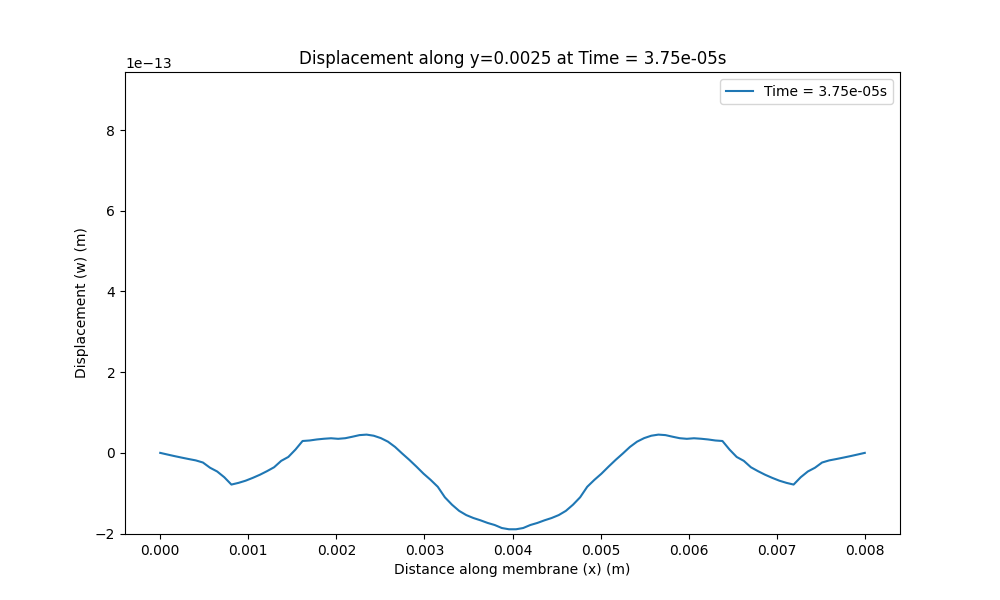 Displacement along y=0.0025 at Time = 3.75e-05s
1e−13
Time = 3.75e-05s
8
6
4
2
0
−2
Displacement (w) (m)
0.000 0.001 0.002 0.003 0.004 0.005 0.006 0.007 0.008
Distance along membrane (x) (m)